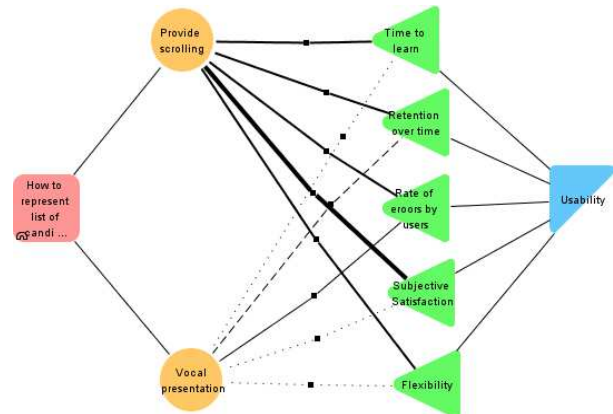 Provide
scrolling
Time to
learn
Retention
over time
How to
represent
list of
candi ...
Rate of
eroors by
users
Usability
Subjective
Satisfaction
Vocal
presentation
Flexibility